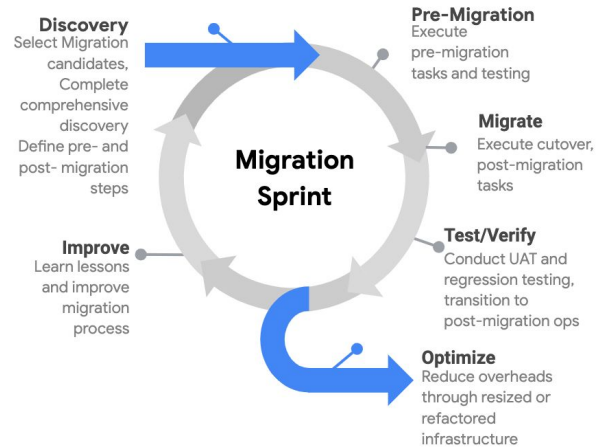 Discovery
Select Migration
candidates,
Complete
comprehensive
discovery
Define pre- and
post- migration
steps
Pre-Migration
Execute
pre-migration
tasks and testing
Migrate
Execute cutover,
post-migration
tasks
Migration
Sprint
Test/Verify
Conduct UAT and
regression testing,
transition to
post-migration ops
Improve
Learn lessons
and improve
migration
process
Optimize
Reduce overheads
through resized or
refactored
infrastructure